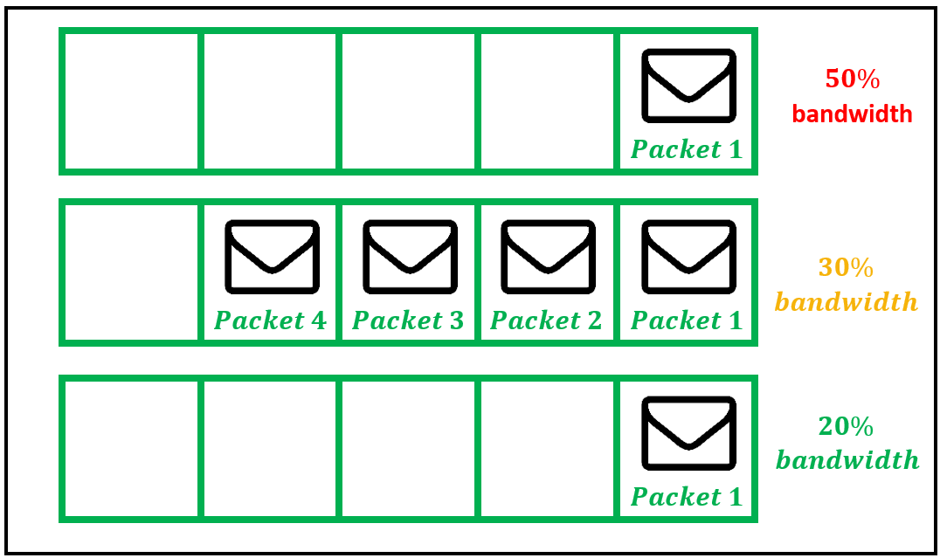 Packet 1
50%
bandwidth
Packet 4 Packet 3 Packet 2 Packet 1
30%
bandwidth
Packet 1
20%
bandwidth